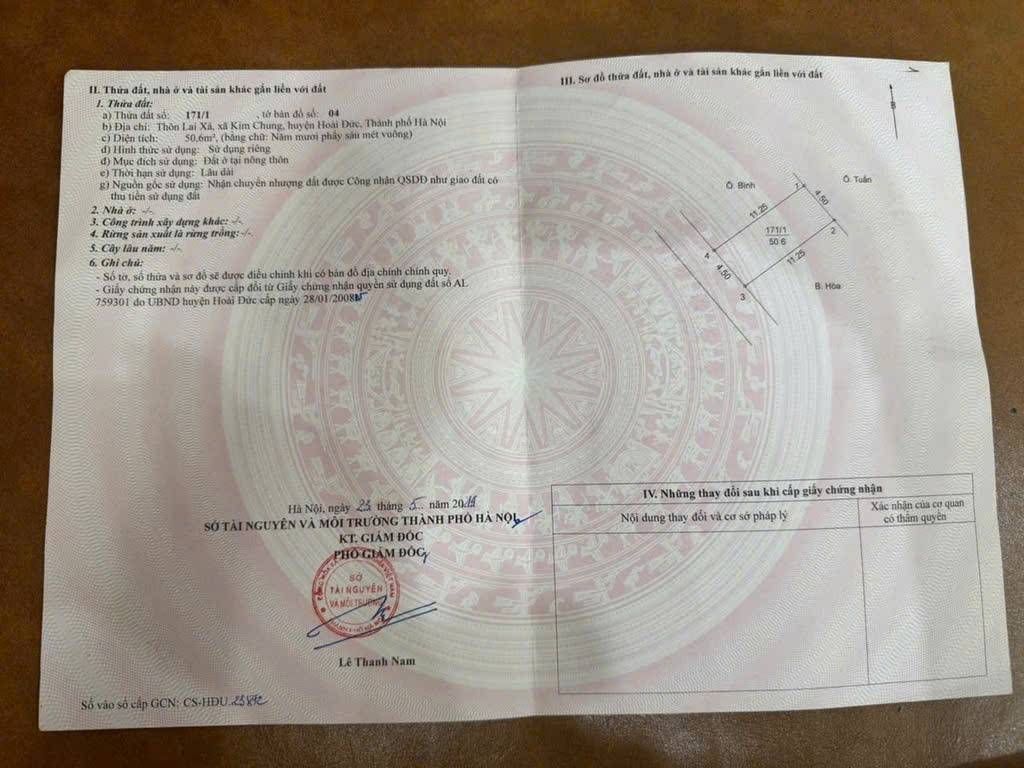 II. Thửa đất, nhà ở và tài sản khác gắn liền với đất
1. Thửa đất:
a) Thửa đất số: 171/1 , tờ bản đồ số: 04
b) Địa chỉ: Thôn Lai Xá, xã Kim Chung, huyện Hoài Đức, Thành phố Hà Nội
c) Diện tích: 50,6m², (bằng chữ: Năm mươi phẩy sáu mét vuông)
d) Hình thức sử dụng: Sử dụng riêng
đ) Mục đích sử dụng: Đất ở tại nông thôn
e) Thời hạn sử dụng: Lâu dài
g) Nguồn gốc sử dụng: Nhận chuyển nhượng đất được Công nhận QSDĐ như giao đất có
thu tiền sử dụng đất
2. Nhà ở: -/-.
3. Công trình xây dựng khác: -/-.
4. Rừng sản xuất là rừng trồng: -/-.
5. Cây lâu năm: -/-.
6. Ghi chú:
- Số tờ, số thửa và sơ đồ sẽ được điều chỉnh khi có bản đồ địa chính chính quy.
- Giấy chứng nhận này được cấp đổi từ Giấy chứng nhận quyền sử dụng đất số AL
759301 do UBND huyện Hoài Đức cấp ngày 28/01/2008
Hà Nội, ngày 23 tháng 5 năm 20
SỞ TÀI NGUYÊN VÀ MÔI TRƯỜNG THÀNH PHỐ HÀ NỘI
KT. GIÁM ĐỐC
PHÓ GIÁM ĐỐC
SỞ
TÀI NGUYÊN
VÀ MÔI TRƯỜNG
Lê Thanh Nam
Số vào sổ cấp GCN: CS-HĐU
III. Sơ đồ thửa đất, nhà ở và tài sản khác gắn liền với đất
B
Ô. Bình
Ô. Tuấn
1
4.50
11.25
171/1
50.6
2
4
4.50
11.25
3
B. Hòa
IV. Những thay đổi sau khi cấp giấy chứng nhận
Nội dung thay đổi và cơ sở pháp lý
Xác nhận của cơ quan
có thẩm quyền